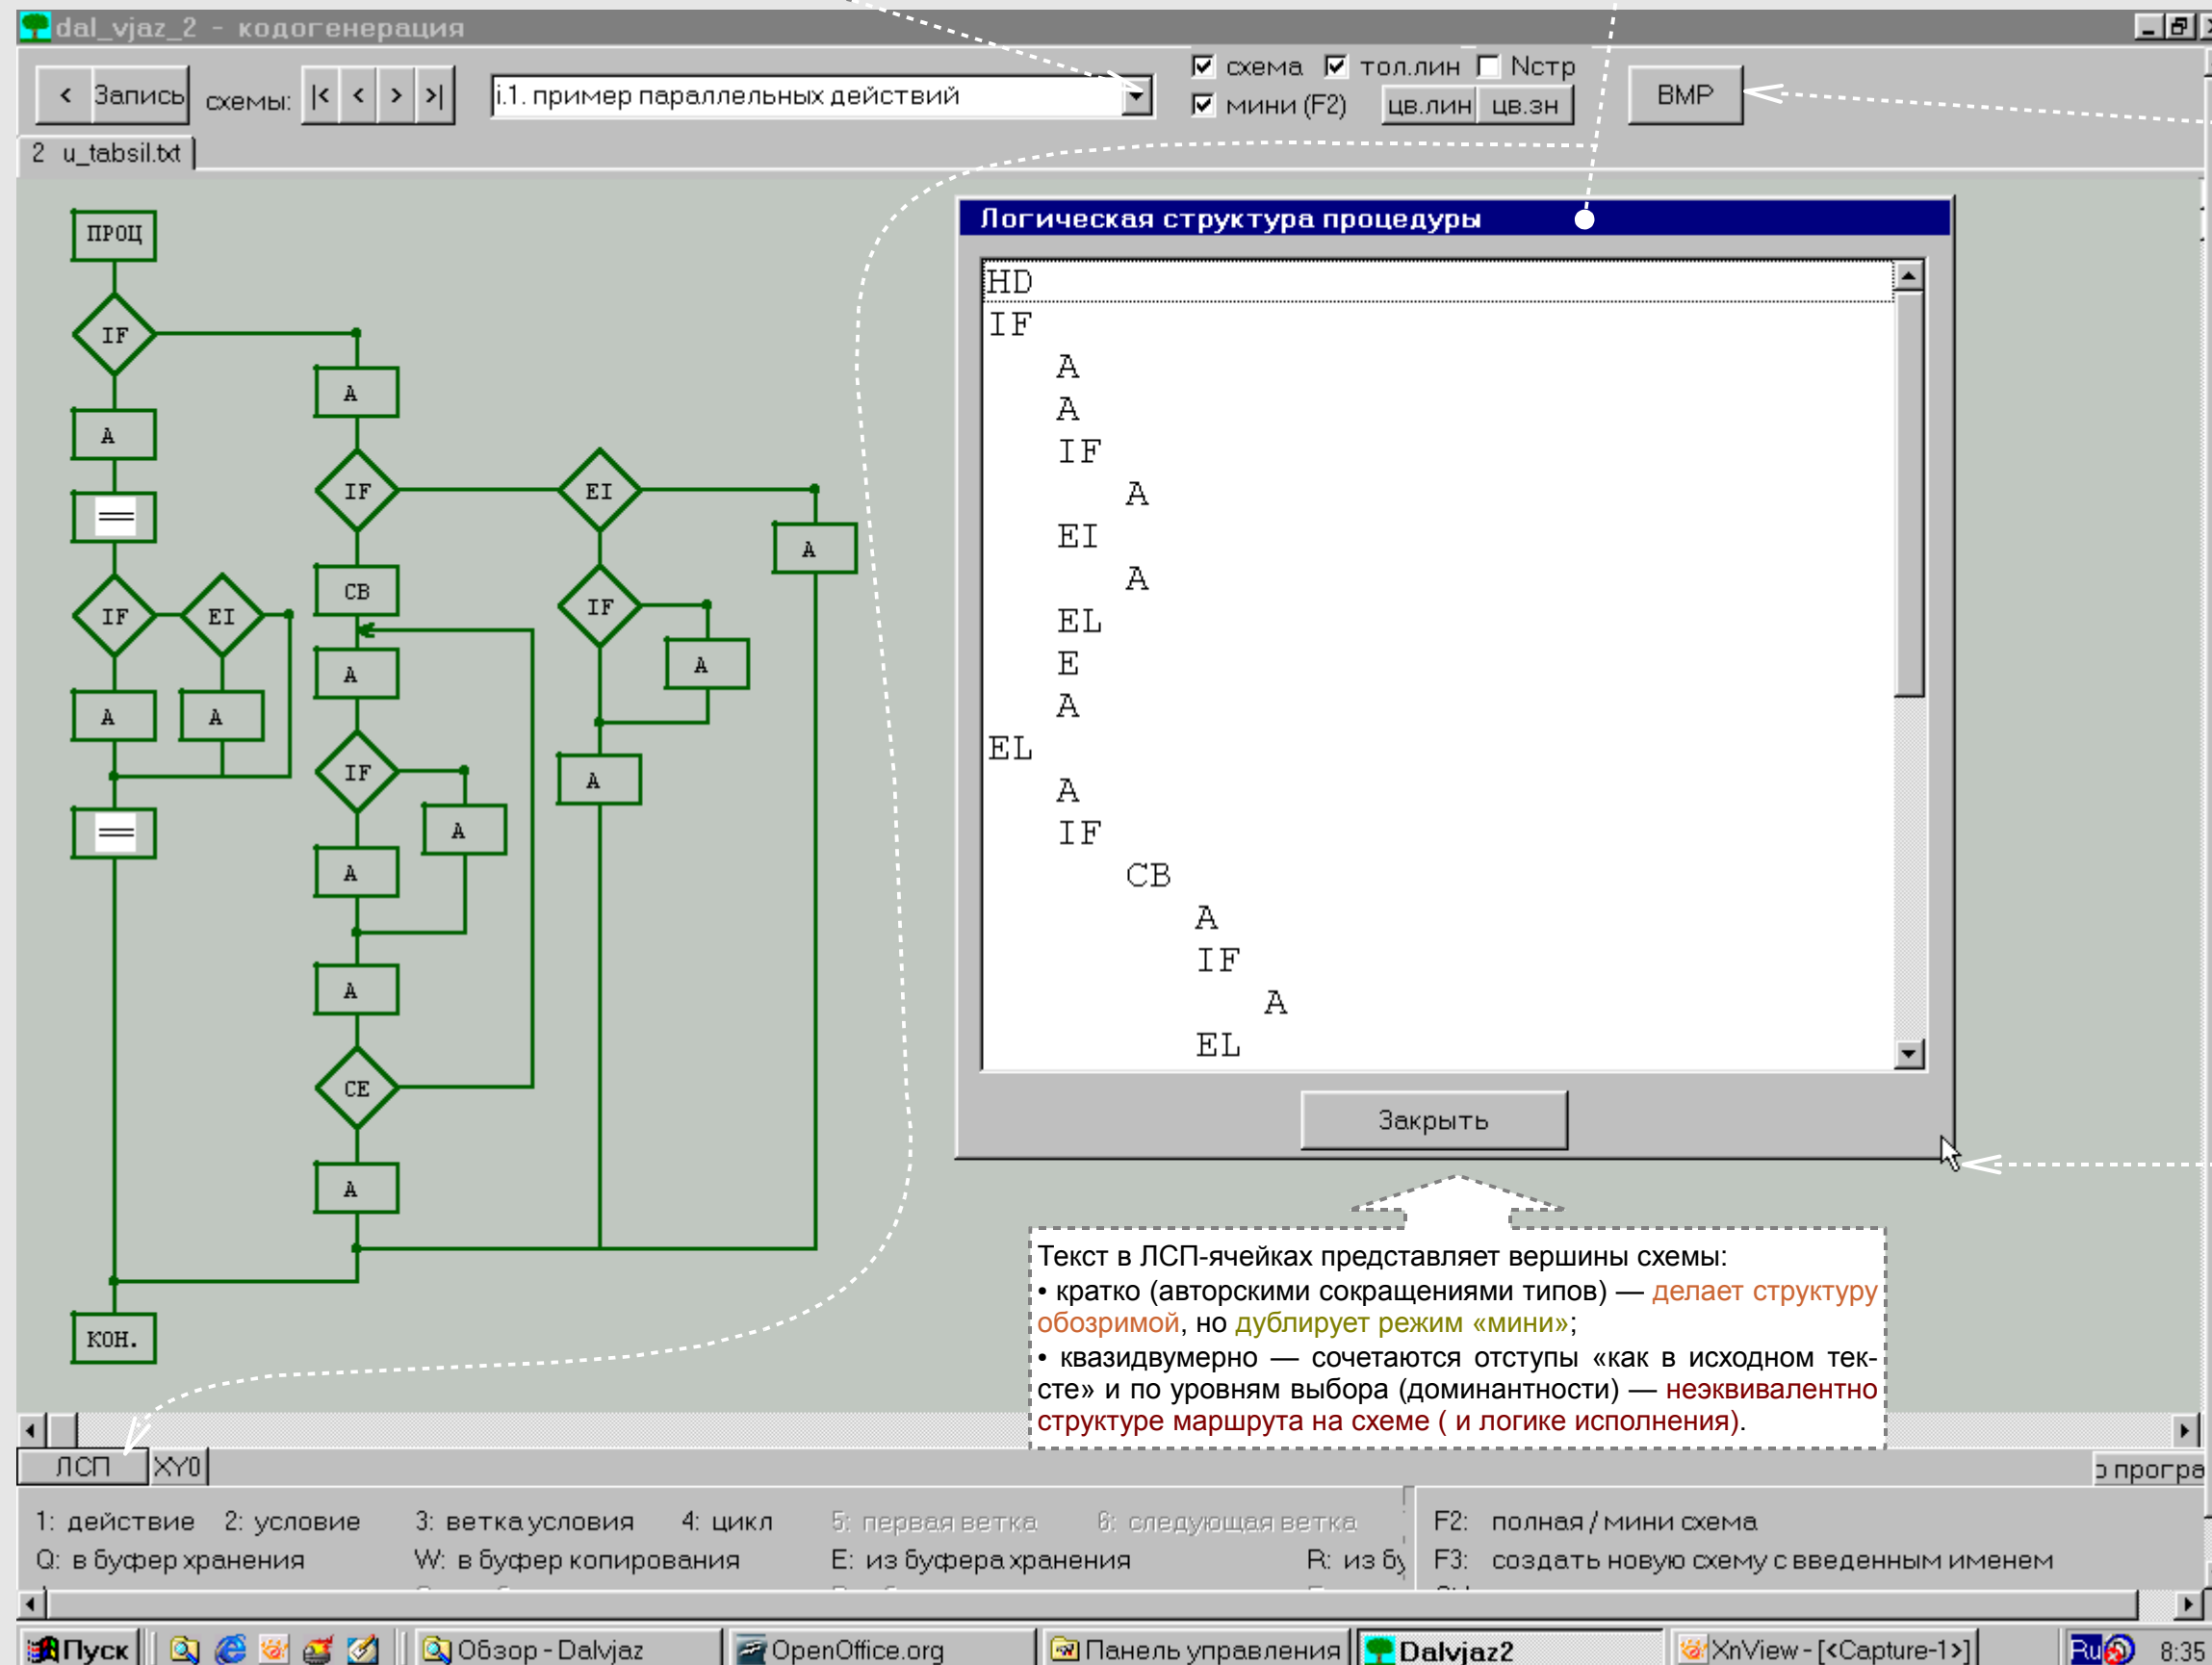 dal_vjaz_2 - кодогенерация
< Запись схемы: |< < > >| i.1. пример параллельных действий
схема тол.лин Nстр
мини (F2) цв.лин цв.зн BMP
2 u_tabsil.txt
ПРОЦ
IF
A
A
IF
EI
A
CB
IF
EI
IF
A
A
A
A
IF
A
A
A
A
CE
A
КОН.
Логическая структура процедуры
HD
IF
A
A
IF
A
EI
A
EL
E
A
EL
A
IF
CB
A
IF
A
EL
Закрыть
Текст в ЛСП-ячейках представляет вершины схемы:
• кратко (авторскими сокращениями типов) — делает структуру
обозримой, но дублирует режим «мини»;
• квазидвумерно — сочетаются отступы «как в исходном тек-
сте» и по уровням выбора (доминантности) — неэквивалентно
структуре маршрута на схеме ( и логике исполнения).
ЛСП XY0
1: действие 2: условие 3: ветка условия 4: цикл 5: первая ветка 6: следующая ветка
Q: в буфер хранения W: в буфер копирования E: из буфера хранения R: из
F2: полная / мини схема
F3: создать новую схему с введенным именем
Пуск Обзор - Dalvjaz OpenOffice.org Панель управления Dalvjaz2 XnView - [<Capture-1>] Ru 8:35